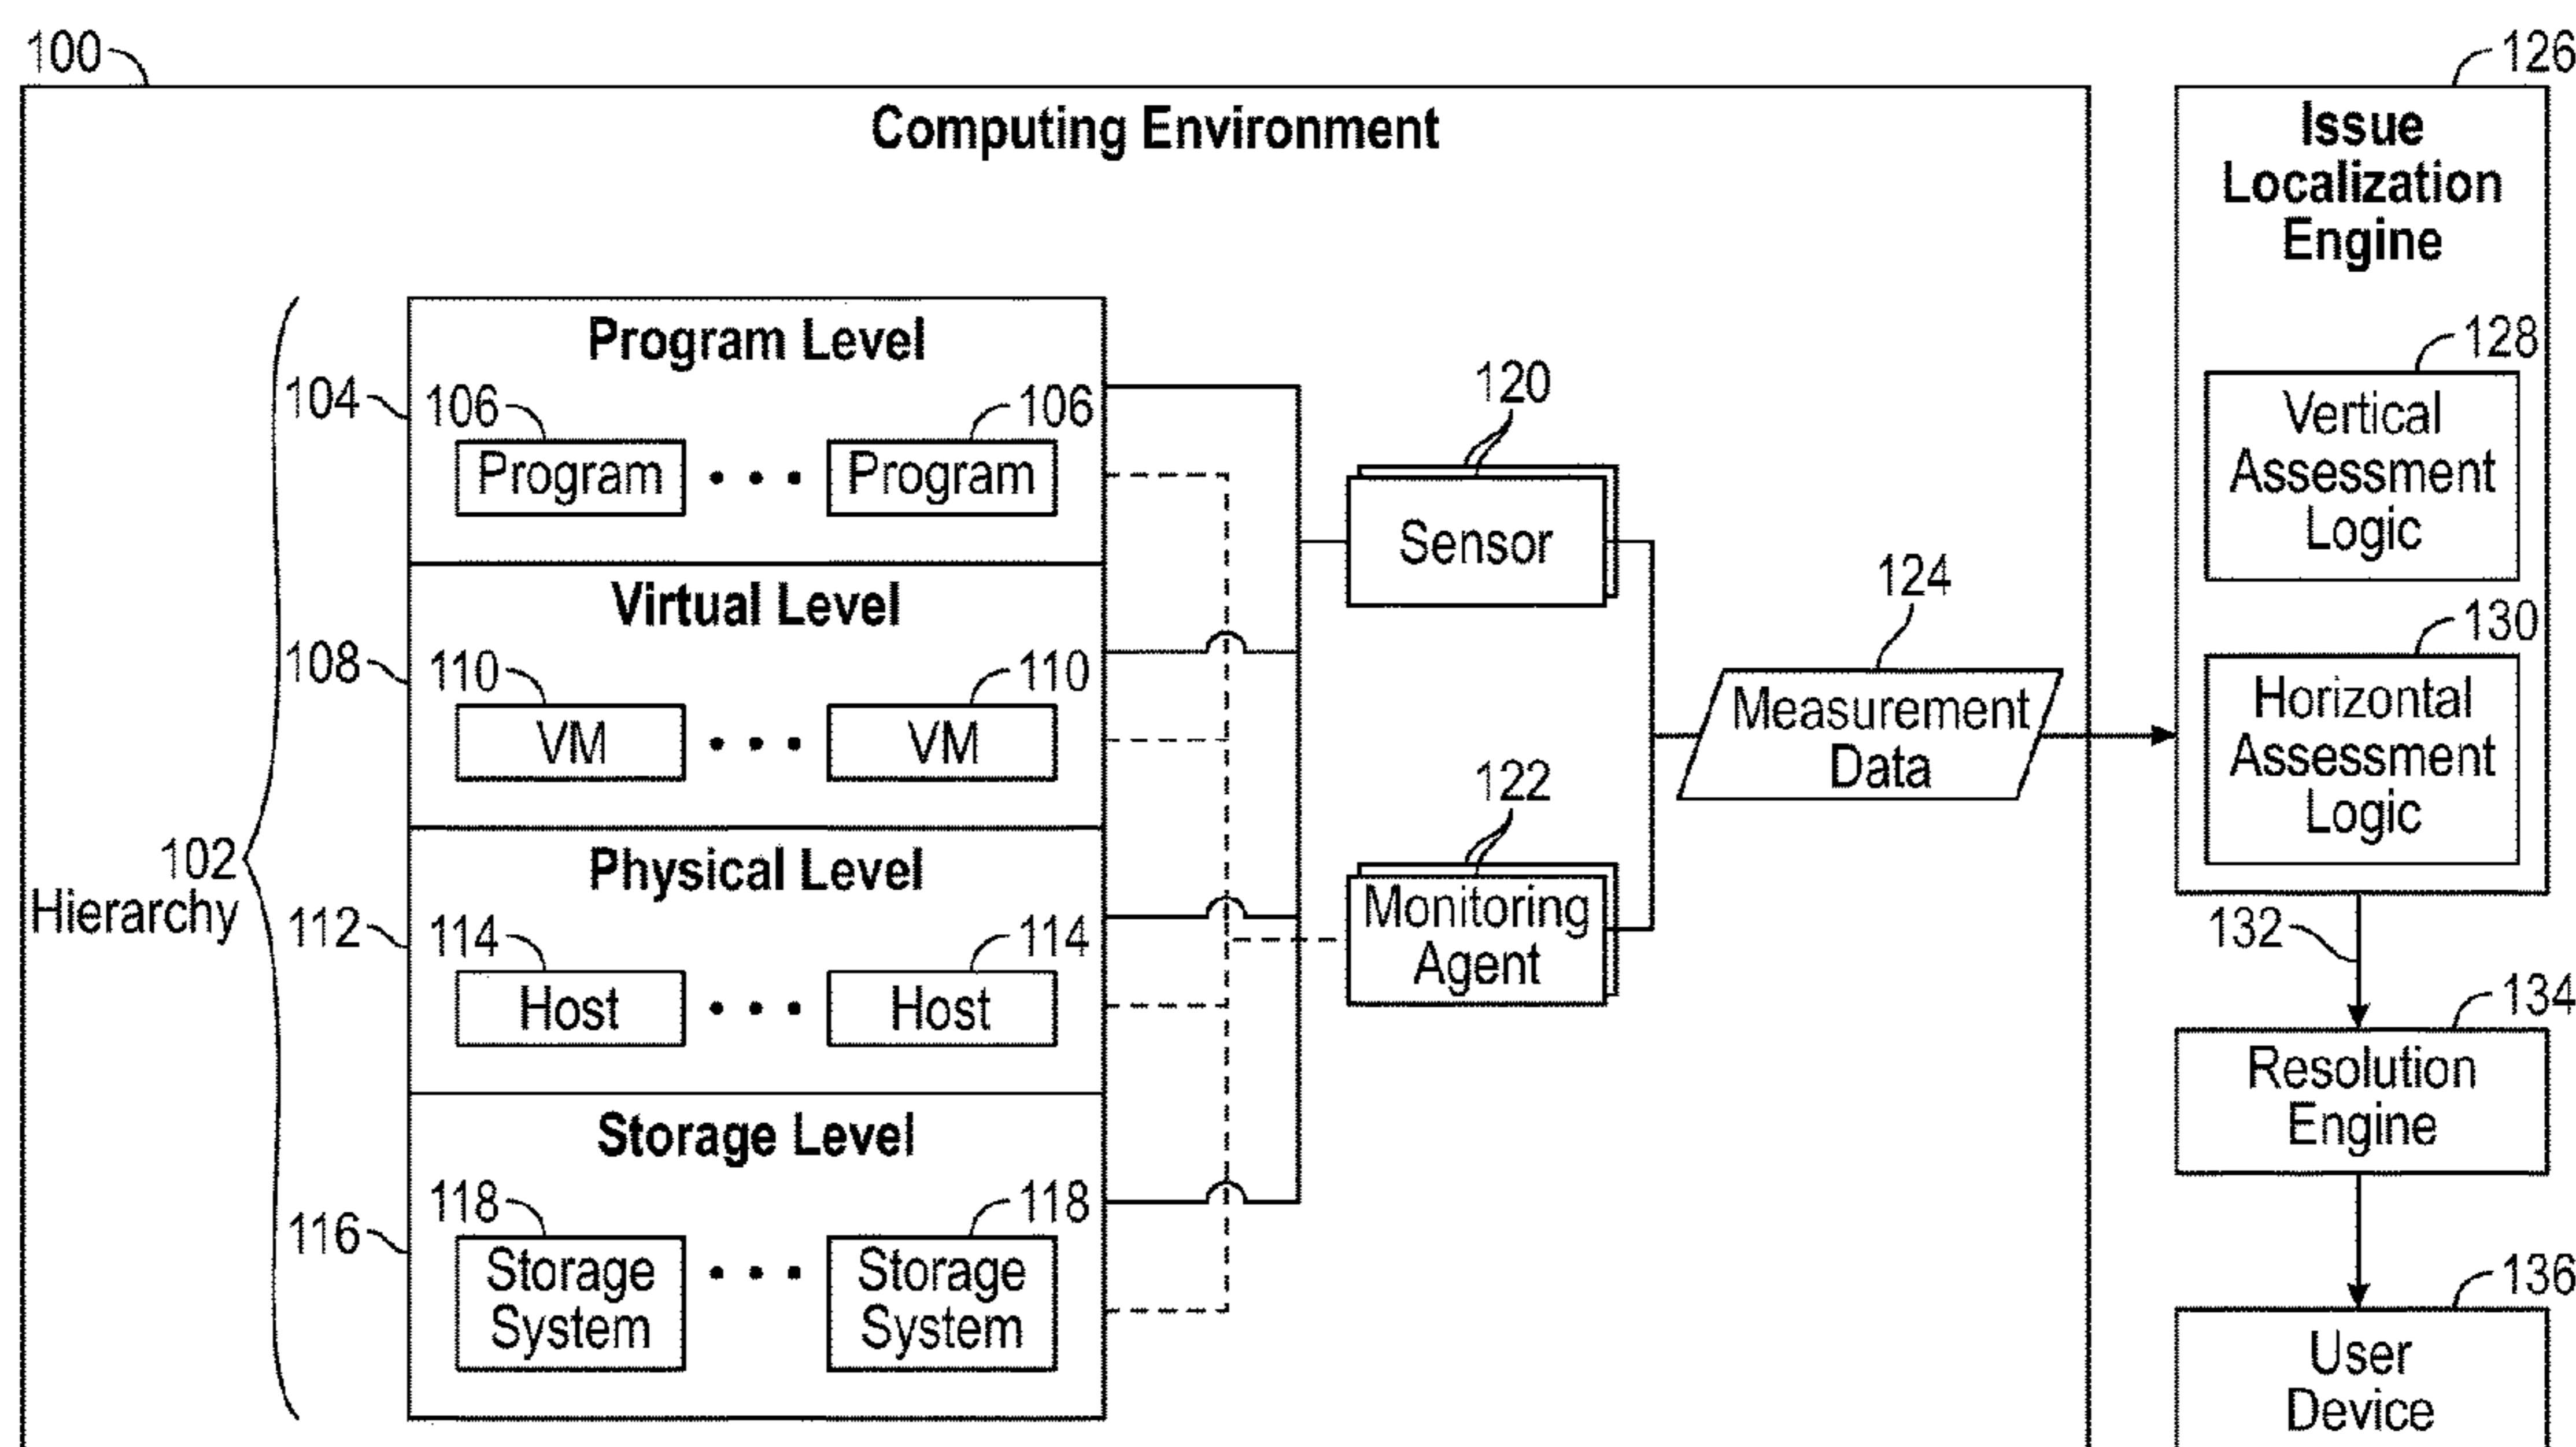 100
126
Computing Environment
Issue
Localization
Engine
128
Vertical
Assessment
Logic
130
Horizontal
Assessment
Logic
102
Hierarchy
104
Program Level
106
106
Program
• • •
Program
108
Virtual Level
110
110
VM
• • •
VM
112
Physical Level
114
114
Host
• • •
Host
116
Storage Level
118
118
Storage
System
• • •
Storage
System
120
Sensor
122
Monitoring
Agent
124
Measurement
Data
132
134
Resolution
Engine
136
User
Device